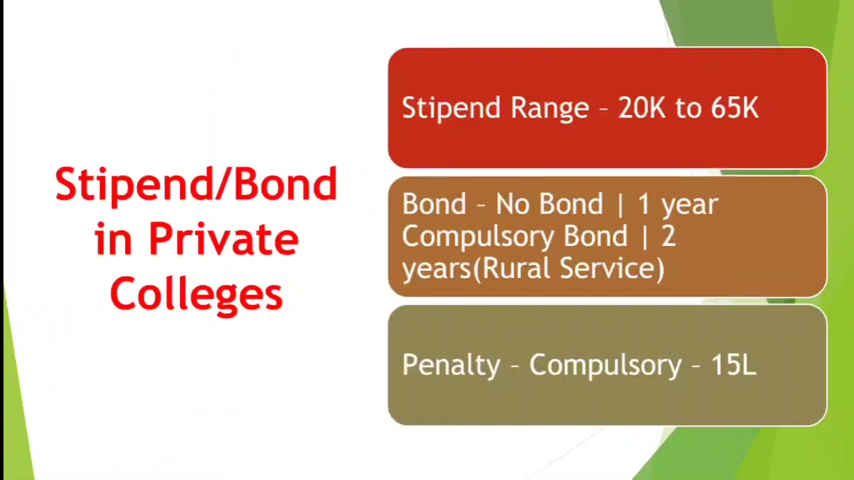 Stipend/Bond
in Private
Colleges
Stipend Range – 20K to 65K
Bond – No Bond | 1 year
Compulsory Bond | 2
years(Rural Service)
Penalty – Compulsory – 15L